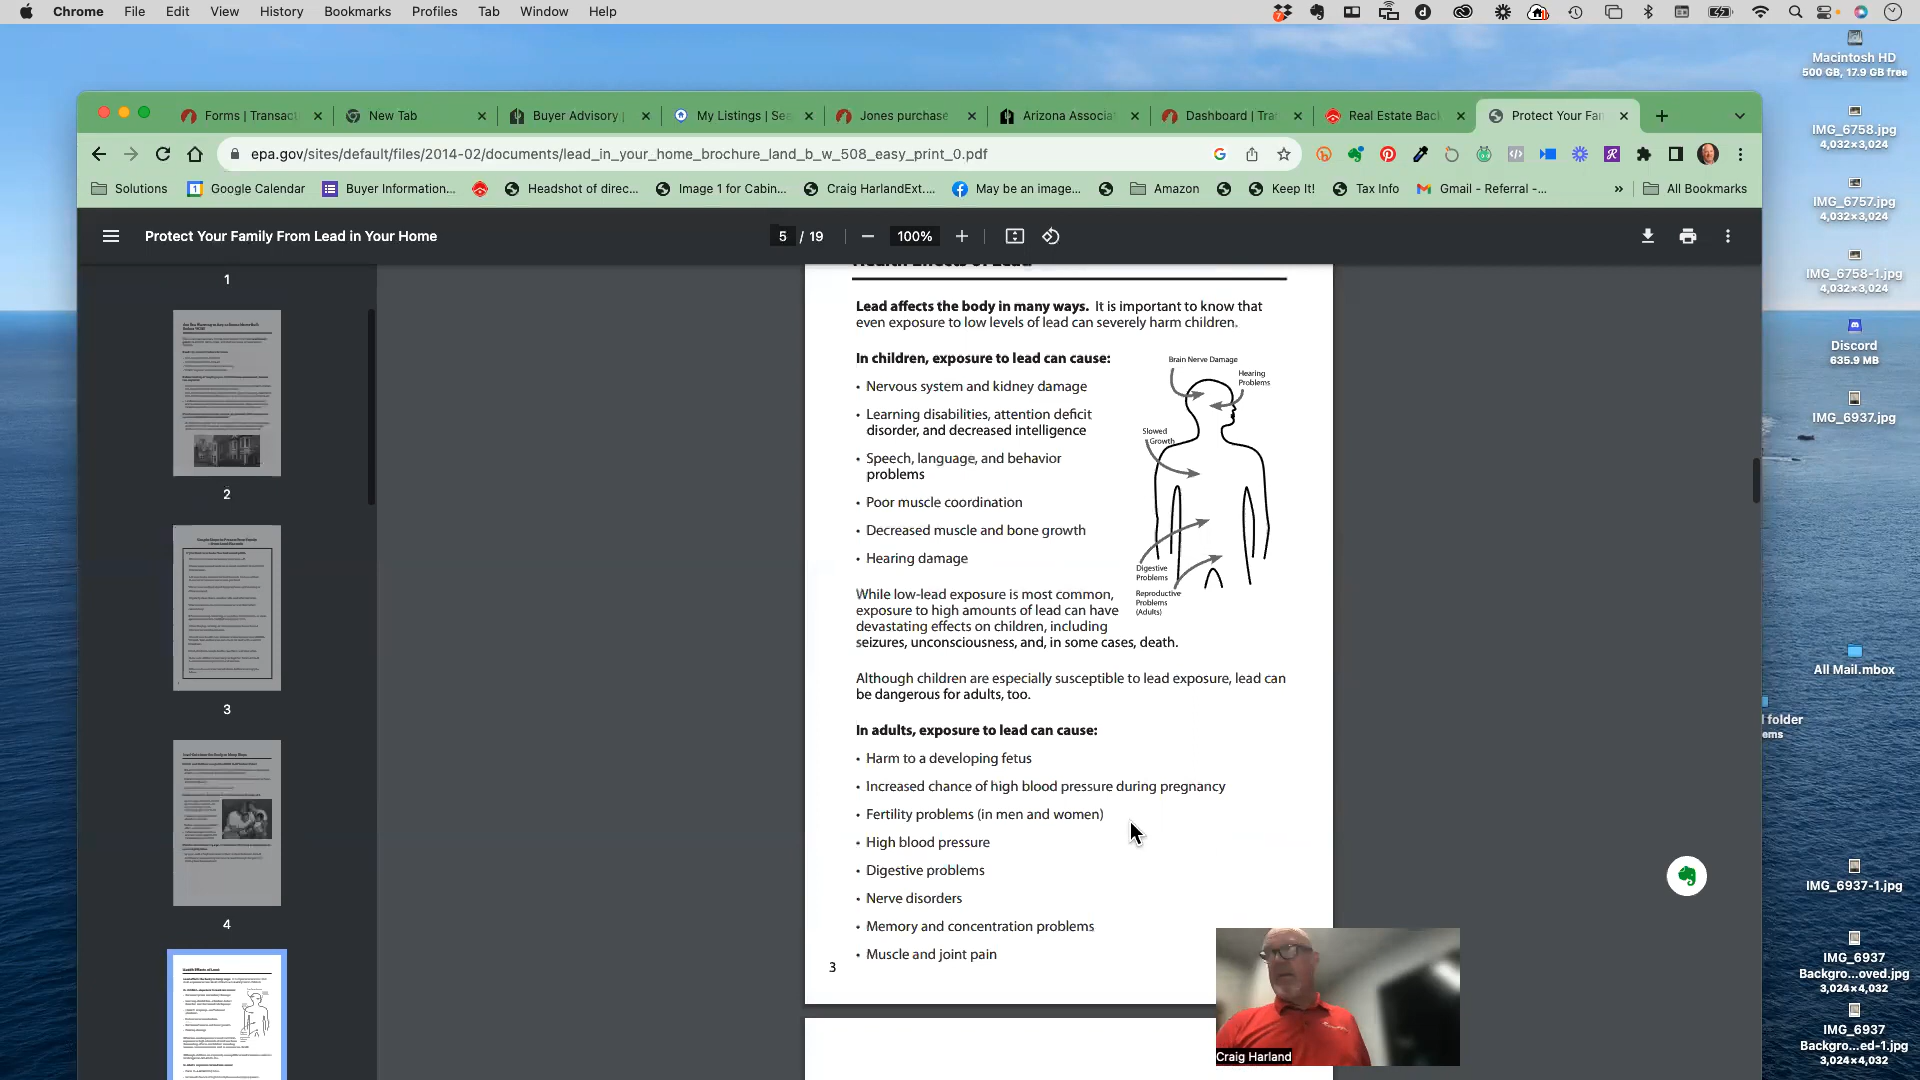 Chrome File Edit View History Bookmarks Profiles Tab Window Help
Macintosh HD
500 GB, 17.9 GB free
Forms | Transact
New Tab
Buyer Advisory |
My Listings | Se
Jones purchase
Arizona Associa
Dashboard | Tra
Real Estate Bac
Protect Your Fa
epa.gov/sites/default/files/2014-02/documents/lead_in_your_home_brochure_land_b_w_508_easy_print_0.pdf
Solutions
Google Calendar
Buyer Information...
Headshot of direc...
Image 1 for Cabin...
Craig HarlandExt....
May be an image...
Amazon
Keep It!
Tax Info
Gmail - Referral -...
»
All Bookmarks
Protect Your Family From Lead in Your Home
5 / 19
100%
1
2
3
4
Lead affects the body in many ways. It is important to know that
even exposure to low levels of lead can severely harm children.
In children, exposure to lead can cause:
• Nervous system and kidney damage
• Learning disabilities, attention deficit
disorder, and decreased intelligence
• Speech, language, and behavior
problems
• Poor muscle coordination
• Decreased muscle and bone growth
• Hearing damage
Brain Nerve Damage
Hearing
Problems
Slowed
Growth
Digestive
Problems
Reproductive
Problems
(Adults)
While low-lead exposure is most common,
exposure to high amounts of lead can have
devastating effects on children, including
seizures, unconsciousness, and, in some cases, death.
Although children are especially susceptible to lead exposure, lead can
be dangerous for adults, too.
In adults, exposure to lead can cause:
• Harm to a developing fetus
• Increased chance of high blood pressure during pregnancy
• Fertility problems (in men and women)
• High blood pressure
• Digestive problems
• Nerve disorders
• Memory and concentration problems
• Muscle and joint pain
3
Craig Harland
IMG_6758.jpg
4,032×3,024
IMG_6757.jpg
4,032×3,024
IMG_6758-1.jpg
4,032×3,024
Discord
635.9 MB
IMG_6937.jpg
All Mail.mbox
l folder
ems
IMG_6937-1.jpg
IMG_6937
Backgro...oved.jpg
3,024×4,032
IMG_6937
Backgro...ed-1.jpg
3,024×4,032